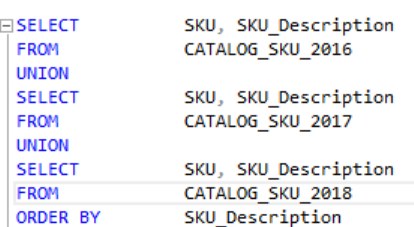 SELECT SKU, SKU_Description
FROM CATALOG_SKU_2016
UNION
SELECT SKU, SKU_Description
FROM CATALOG_SKU_2017
UNION
SELECT SKU, SKU_Description
FROM CATALOG_SKU_2018
ORDER BY SKU_Description